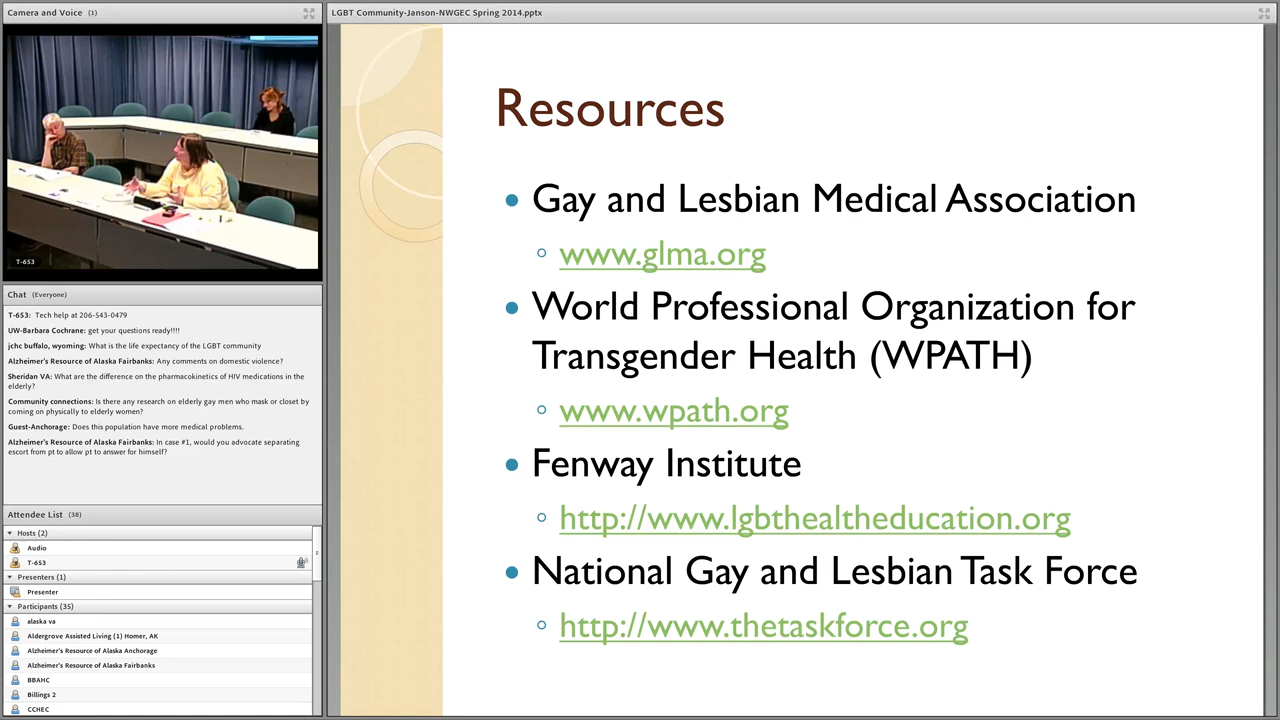 Camera and Voice (1)
T-653
Chat (Everyone)
T-653: Tech help at 206-543-0479
UW-Barbara Cochrane: get your questions ready!!!!
jchc buffalo, wyoming: What is the life expectancy of the LGBT community
Alzheimer's Resource of Alaska Fairbanks: Any comments on domestic violence?
Sheridan VA: What are the difference on the pharmacokinetics of HIV medications in the
elderly?
Community connections: Is there any research on elderly gay men who mask or closet by
coming on physically to elderly women?
Guest-Anchorage: Does this population have more medical problems.
Alzheimer's Resource of Alaska Fairbanks: In case #1, would you advocate separating
escort from pt to allow pt to answer for himself?
Attendee List (38)
Hosts (2)
Audio
T-653
Presenters (1)
Presenter
Participants (35)
alaska va
Aldergrove Assisted Living (1) Homer, AK
Alzheimer's Resource of Alaska Anchorage
Alzheimer's Resource of Alaska Fairbanks
BBAHC
Billings 2
CCHEC
LGBT Community-Janson-NWGEC Spring 2014.pptx
Resources
Gay and Lesbian Medical Association
www.glma.org
World Professional Organization for
Transgender Health (WPATH)
www.wpath.org
Fenway Institute
http://www.lgbthealtheducation.org
National Gay and Lesbian Task Force
http://www.thetaskforce.org